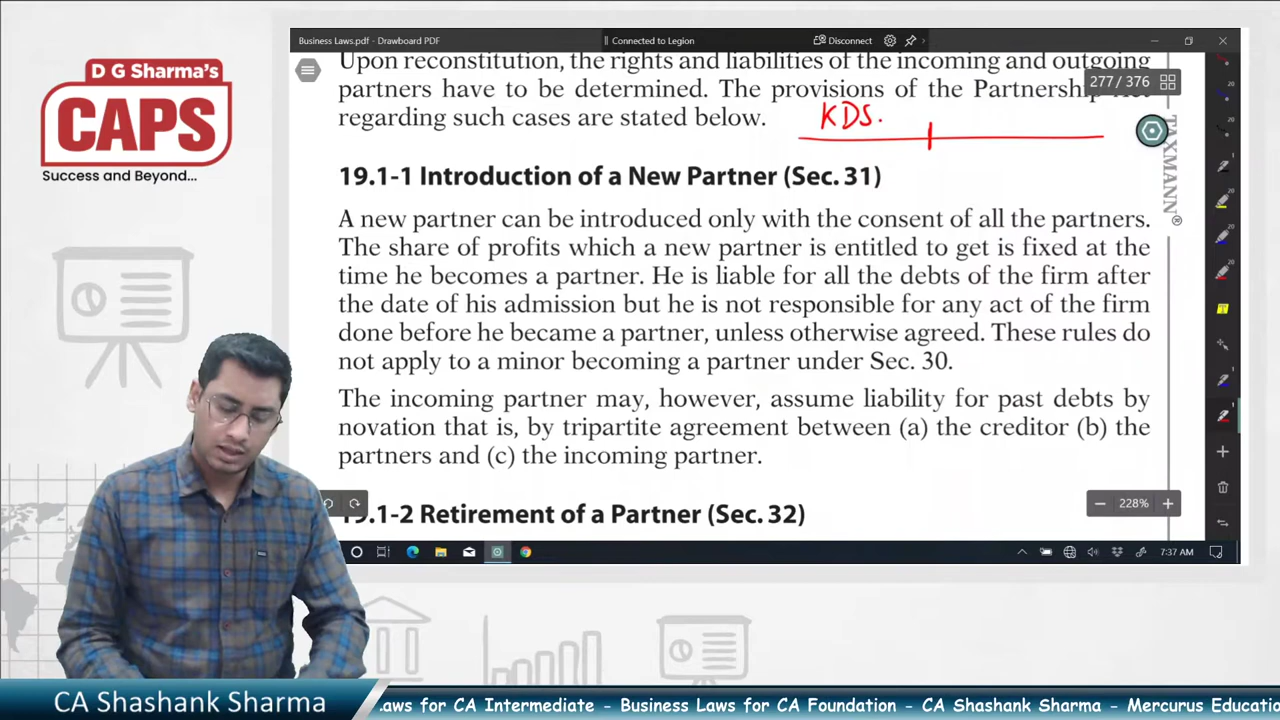 D G Sharma's
CAPS
Success and Beyond...
Business Laws.pdf - Drawboard PDF
Connected to Legion
Disconnect
277 / 376
Upon reconstitution, the rights and liabilities of the incoming and outgoing
partners have to be determined. The provisions of the Partnership
regarding such cases are stated below.
KDS.
TAXMANN®
19.1-1 Introduction of a New Partner (Sec. 31)
A new partner can be introduced only with the consent of all the partners.
The share of profits which a new partner is entitled to get is fixed at the
time he becomes a partner. He is liable for all the debts of the firm after
the date of his admission but he is not responsible for any act of the firm
done before he became a partner, unless otherwise agreed. These rules do
not apply to a minor becoming a partner under Sec. 30.
The incoming partner may, however, assume liability for past debts by
novation that is, by tripartite agreement between (a) the creditor (b) the
partners and (c) the incoming partner.
19.1-2 Retirement of a Partner (Sec. 32)
228%
7:37 AM
CA Shashank Sharma
Laws for CA Intermediate - Business Laws for CA Foundation - CA Shashank Sharma - Mercurus Educatio